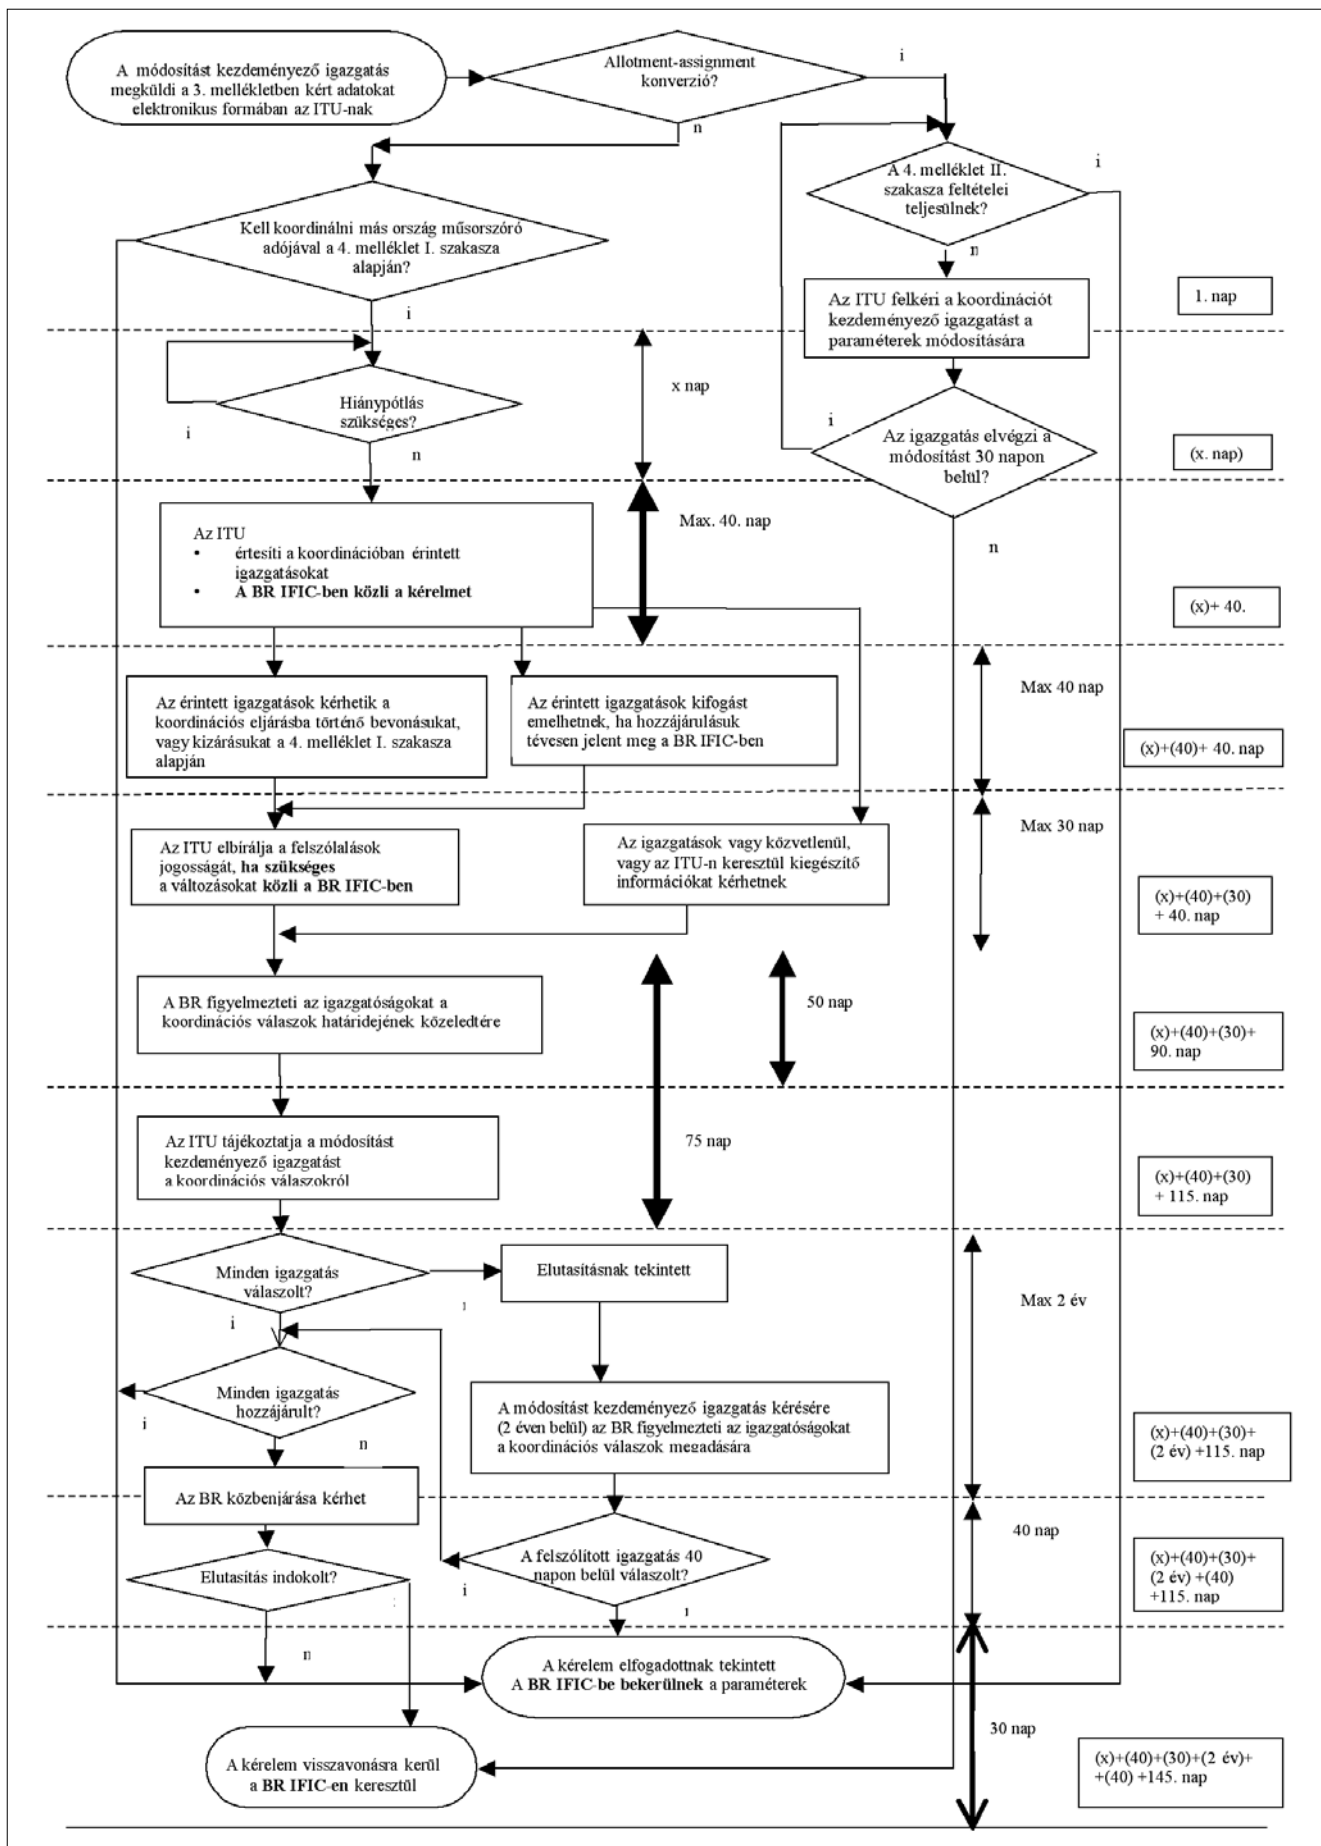 A módosítást kezdeményező igazgatás
megküldi a 3. mellékletben kért adatokat
elektronikus formában az ITU-nak
Allotment-assignment
konverzió?
i
n
A 4. melléklet II.
szakasza feltételei
teljesülnek?
i
n
Kell koordinálni más ország műsorszóró
adójával a 4. melléklet I. szakasza
alapján?
i
Az ITU felkéri a koordinációt
kezdeményező igazgatást a
paraméterek módosítására
1. nap
x nap
Hiánypótlás
szükséges?
i
n
i
Az igazgatás elvégzi a
módosítást 30 napon
belül?
n
(x. nap)
Max. 40. nap
Az ITU
• értesíti a koordinációban érintett
igazgatásokat
• A BR IFIC-ben közli a kérelmet
(x)+ 40.
Az érintett igazgatások kérhetik a
koordinációs eljárásba történő bevonásukat,
vagy kizárásukat a 4. melléklet I. szakasza
alapján
Az érintett igazgatások kifogást
emelhetnek, ha hozzájárulásuk
tévesen jelent meg a BR IFIC-ben
Max 40 nap
(x)+(40)+ 40. nap
Az ITU elbírálja a felszólalások
jogosságát, ha szükséges
a változásokat közli a BR IFIC-ben
Az igazgatások vagy közvetlenül,
vagy az ITU-n keresztül kiegészítő
információkat kérhetnek
Max 30 nap
(x)+(40)+(30)
+ 40. nap
A BR figyelmezteti az igazgatóságokat a
koordinációs válaszok határidejének közeledtére
50 nap
(x)+(40)+(30)+
90. nap
Az ITU tájékoztatja a módosítást
kezdeményező igazgatást
a koordinációs válaszokról
75 nap
(x)+(40)+(30)
+ 115. nap
Minden igazgatás
válaszolt?
i
Elutasításnak tekintett
Max 2 év
Minden igazgatás
hozzájárult?
i
n
A módosítást kezdeményező igazgatás kérésére
(2 éven belül) az BR figyelmezteti az igazgatóságokat
a koordinációs válaszok megadására
(x)+(40)+(30)+
(2 év) +115. nap
Az BR közbenjárása kérhet
Elutasítás indokolt?
n
A felszólított igazgatás 40
napon belül válaszolt?
i
40 nap
(x)+(40)+(30)+
(2 év) +(40)
+115. nap
A kérelem elfogadottnak tekintett
A BR IFIC-be bekerülnek a paraméterek
A kérelem visszavonásra kerül
a BR IFIC-en keresztül
30 nap
(x)+(40)+(30)+(2 év)+
+(40) +145. nap